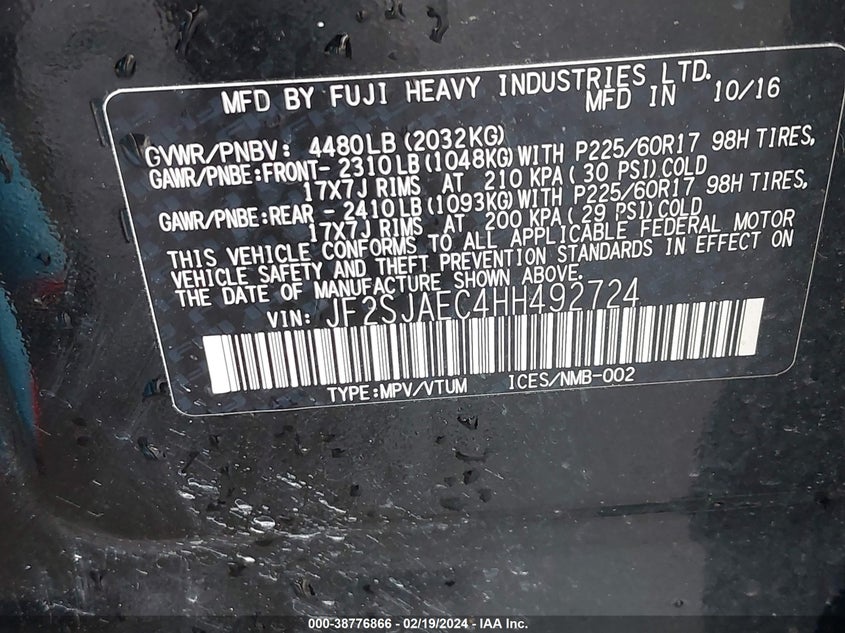 MFD BY FUJI HEAVY INDUSTRIES LTD.
MFD IN 10/16
GVWR/PNBV: 4480LB (2032KG)
GAWR/PNBE:FRONT- 2310LB (1048KG) WITH P225/60R17 98H TIRES,
17X7J RIMS AT 210 KPA ( 30 PSI) COLD
GAWR/PNBE:REAR - 2410LB (1093KG) WITH P225/60R17 98H TIRES,
17X7J RIMS AT 200 KPA ( 29 PSI) COLD
THIS VEHICLE CONFORMS TO ALL APPLICABLE FEDERAL MOTOR
VEHICLE SAFETY AND THEFT PREVENTION STANDARDS IN EFFECT ON
THE DATE OF MANUFACTURE SHOWN ABOVE.
VIN: JF2SJAEC4HH492724
TYPE:MPV/VTUM ICES/NMB-002
000-38776866 - 02/19/2024 - IAA Inc.